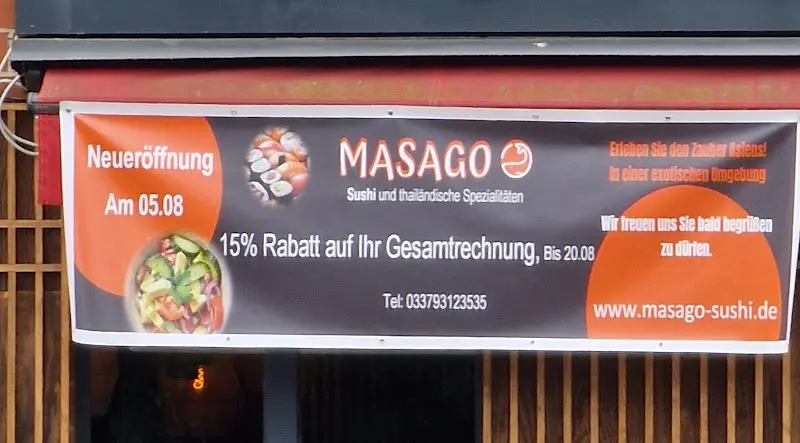 Neueröffnung
Am 05.08
MASAGO
Sushi und thailändische Spezialitäten
15% Rabatt auf Ihr Gesamtrechnung, Bis 20.08
Tel: 033793123535
Erleben Sie den Zauber Asiens!
In einer exotischen Umgebung
Wir freuen uns Sie bald begrüßen
zu dürfen.
www.masago-sushi.de